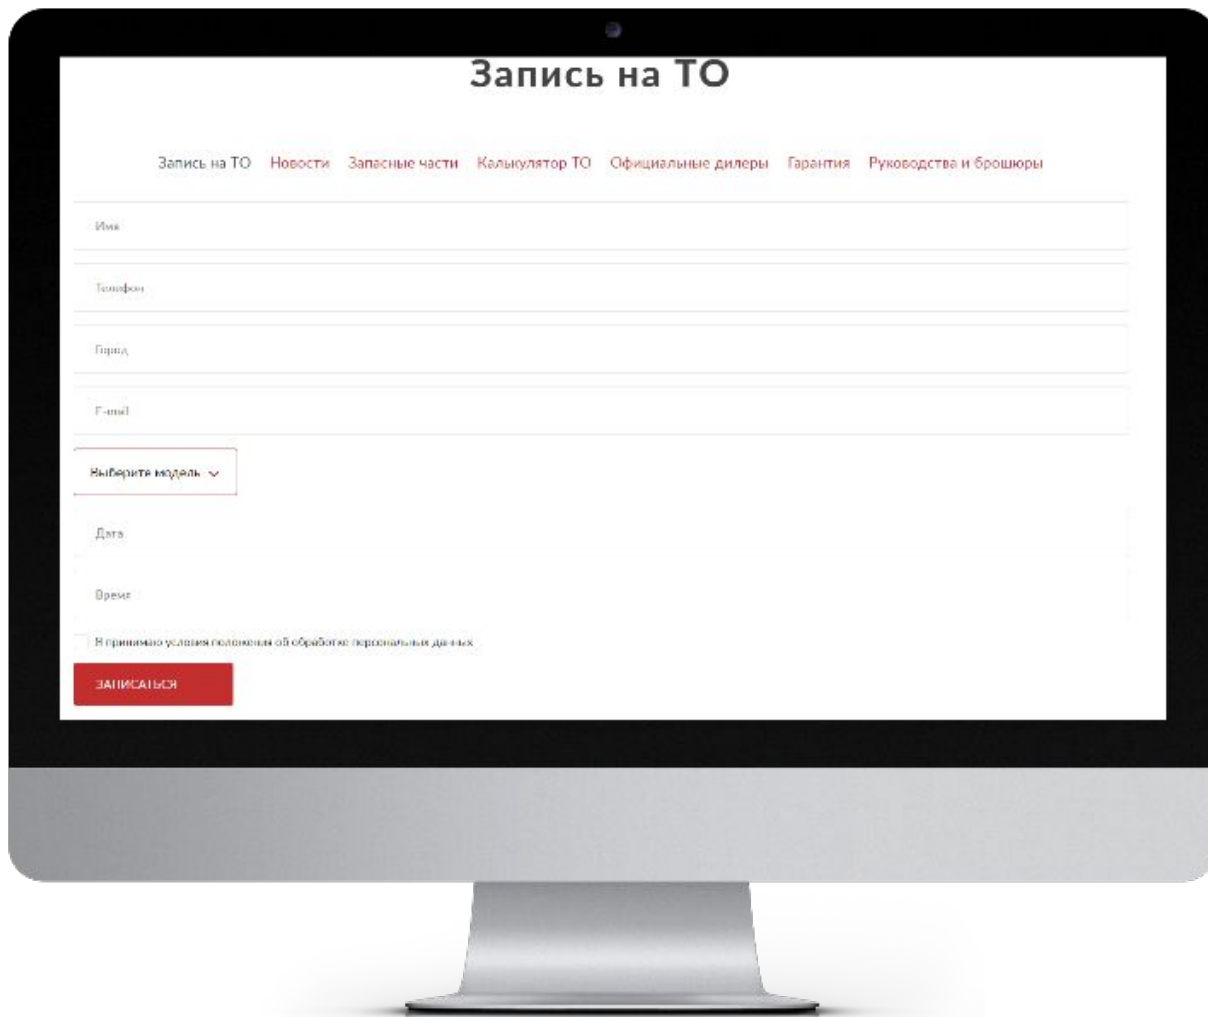 Запись на ТО
Запись на ТО Новости Запасные части Калькулятор ТО Официальные дилеры Гарантия Руководства и брошюры
Имя
Телефон
Город
E-mail
Выберите модель
Дата
Время
Я принимаю условия положения об обработке персональных данных
ЗАПИСАТЬСЯ